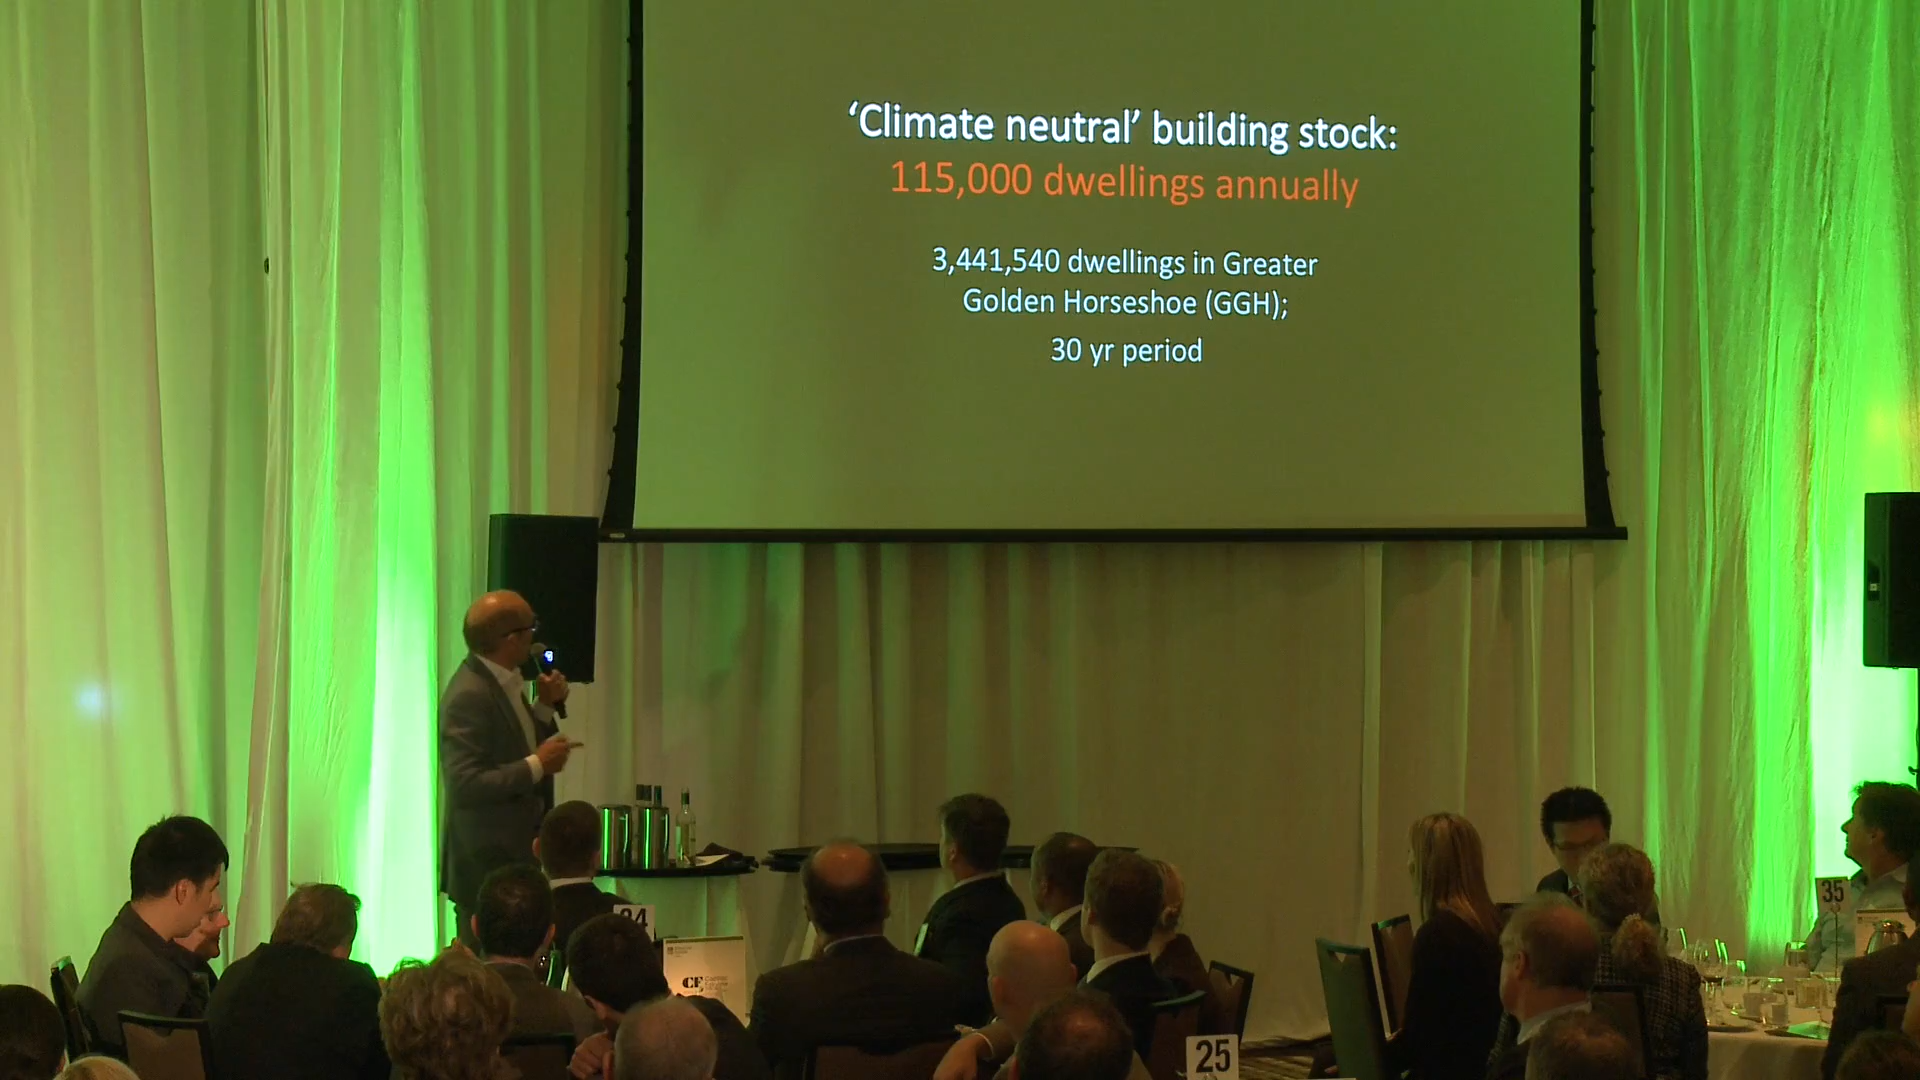 ‘Climate neutral’ building stock:
115,000 dwellings annually
3,441,540 dwellings in Greater
Golden Horseshoe (GGH);
30 yr period
35
CE
25